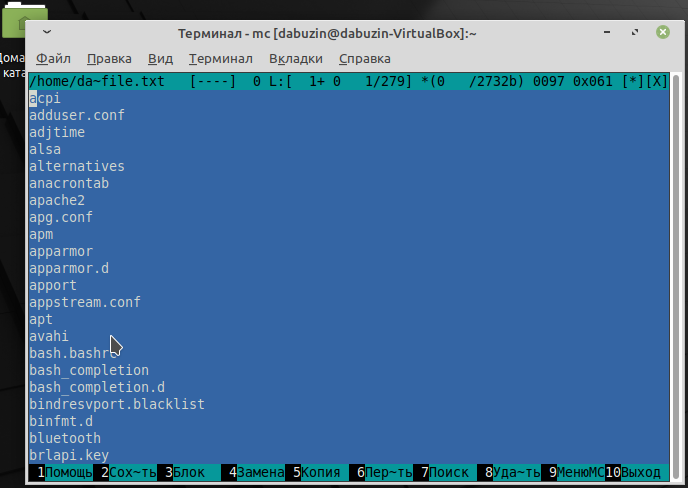 Терминал - mc [dabuzin@dabuzin-VirtualBox]:~
Дома
ката
Файл Правка Вид Терминал Вкладки Справка
/home/da~file.txt [----] 0 L:[ 1+ 0 1/279] *(0 /2732b) 0097 0x061 [*][X]
acpi
adduser.conf
adjtime
alsa
alternatives
anacrontab
apache2
apg.conf
apm
apparmor
apparmor.d
apport
appstream.conf
apt
avahi
bash.bashrc
bash_completion
bash_completion.d
bindresvport.blacklist
binfmt.d
bluetooth
brlapi.key
1Помощь 2Сох~ть 3Блок 4Замена 5Копия 6Пер~ть 7Поиск 8Уда~ть 9МенюМС 10Выход